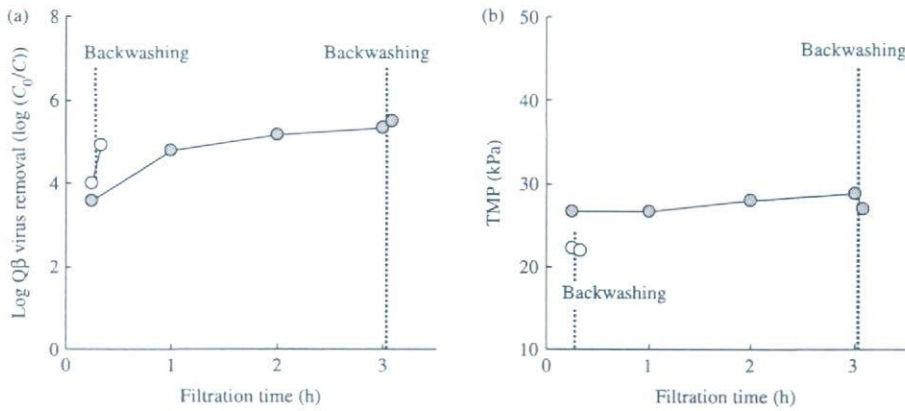 (a)
8
6
4
2
0
Log Qβ virus removal (log (C₀/C))
Backwashing
Backwashing
0
1
2
3
Filtration time (h)
(b)
50
40
30
20
10
TMP (kPa)
Backwashing
Backwashing
0
1
2
3
Filtration time (h)